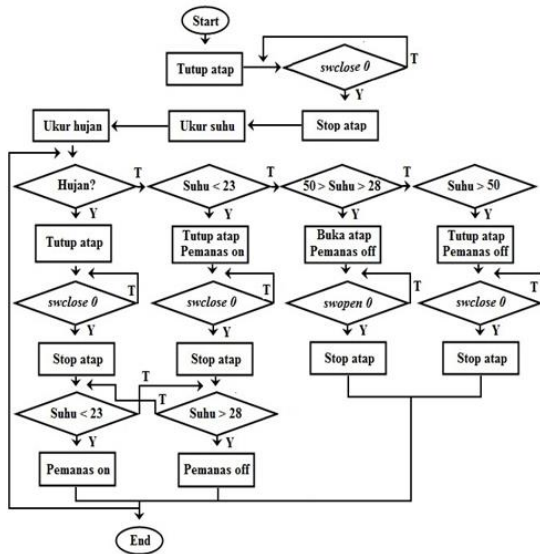 Start
Tutup atap
swclose 0
T
Y
Ukur hujan
Ukur suhu
Stop atap
Hujan?
T
Suhu < 23
T
50 > Suhu > 28
T
Suhu > 50
Y
Y
Y
Y
Tutup atap
Tutup atap
Pemanas on
Buka atap
Pemanas off
Tutup atap
Pemanas off
T
T
T
T
swclose 0
swclose 0
swopen 0
swclose 0
Y
Y
Y
Y
Stop atap
Stop atap
Stop atap
Stop atap
T
T
Suhu < 23
Suhu > 28
Y
Y
Pemanas on
Pemanas off
End